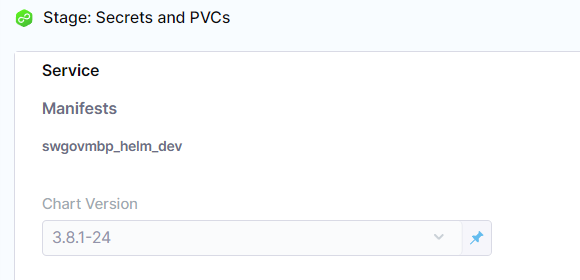 Stage: Secrets and PVCs
Service
Manifests
swgovmbp_helm_dev
Chart Version
3.8.1-24